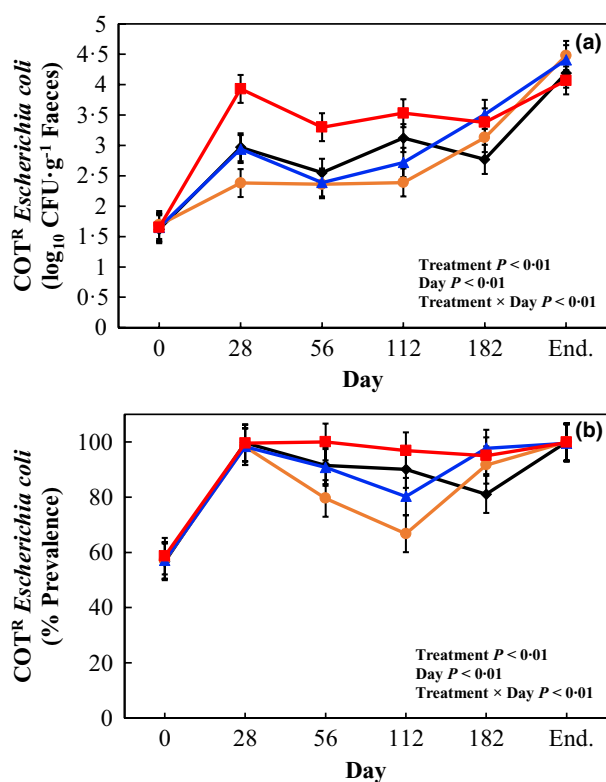 5
4·5
4
3·5
3
2·5
2
1·5
1
0·5
0
COTᴿ Escherichia coli
(log₁₀ CFU·g⁻¹ Faeces)
(a)
Treatment P < 0·01
Day P < 0·01
Treatment × Day P < 0·01
0 28 56 112 182 End.
Day
100
80
60
40
20
0
COTᴿ Escherichia coli
(% Prevalence)
(b)
Treatment P < 0·01
Day P < 0·01
Treatment × Day P < 0·01
0 28 56 112 182 End.
Day